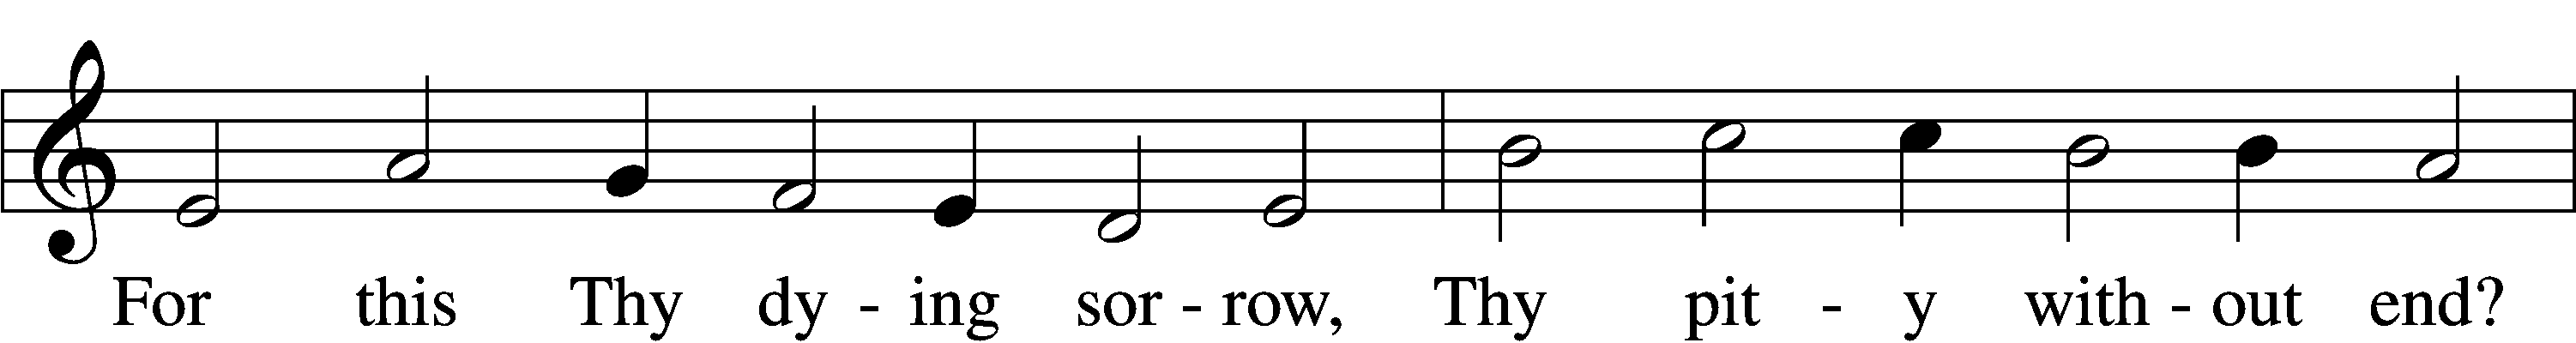 For this Thy dy - ing sor - row, Thy pit - y with - out end?